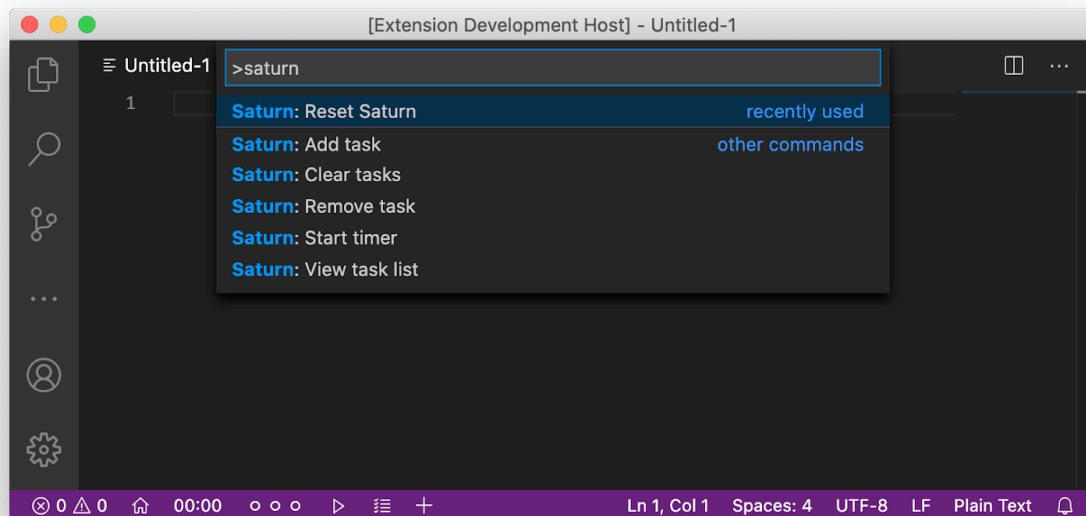 [Extension Development Host] - Untitled-1
Untitled-1
>saturn
1
Saturn: Reset Saturn recently used
Saturn: Add task other commands
Saturn: Clear tasks
Saturn: Remove task
Saturn: Start timer
Saturn: View task list
0 0 00:00 Ln 1, Col 1 Spaces: 4 UTF-8 LF Plain Text